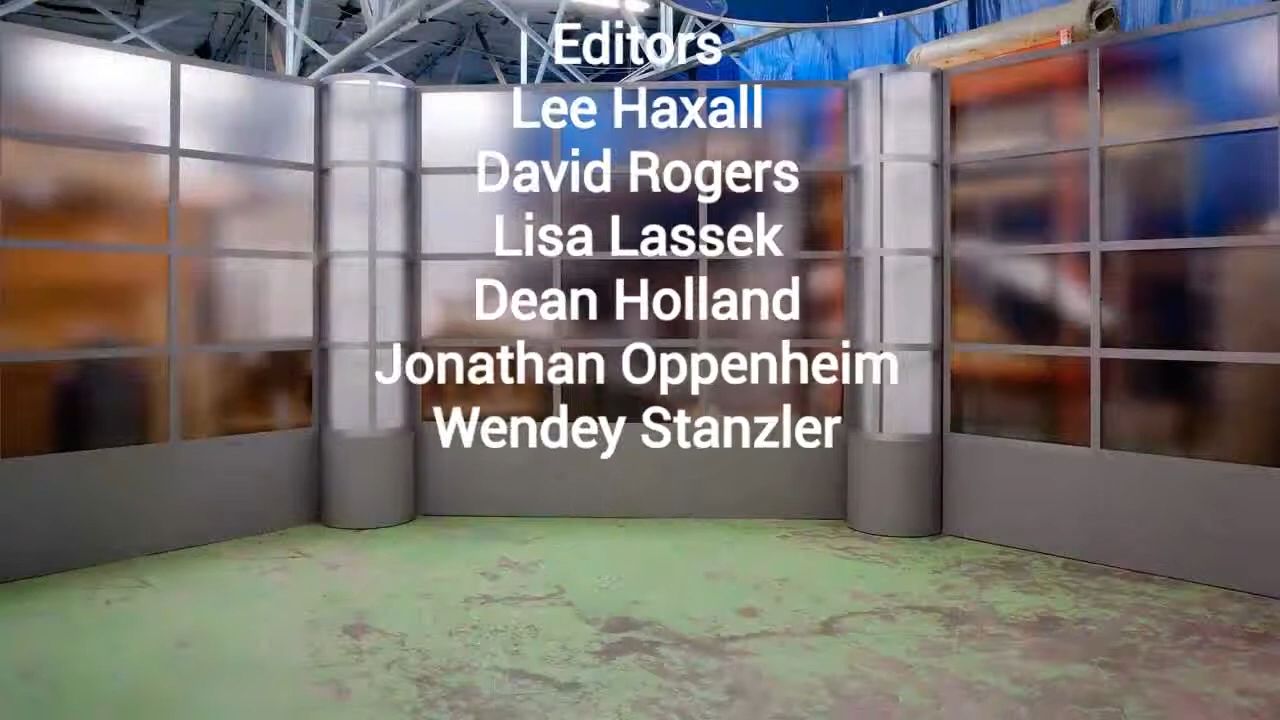 Editors
Lee Haxall
David Rogers
Lisa Lassek
Dean Holland
Jonathan Oppenheim
Wendey Stanzler